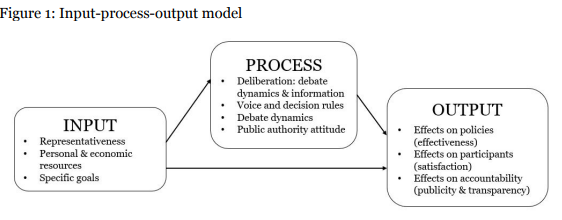 Figure 1: Input-process-output model
PROCESS
• Deliberation: debate
dynamics & information
• Voice and decision rules
• Debate dynamics
• Public authority attitude
INPUT
• Representativeness
• Personal & economic
resources
• Specific goals
OUTPUT
• Effects on policies
(effectiveness)
• Effects on participants
(satisfaction)
• Effects on accountability
(publicity & transparency)